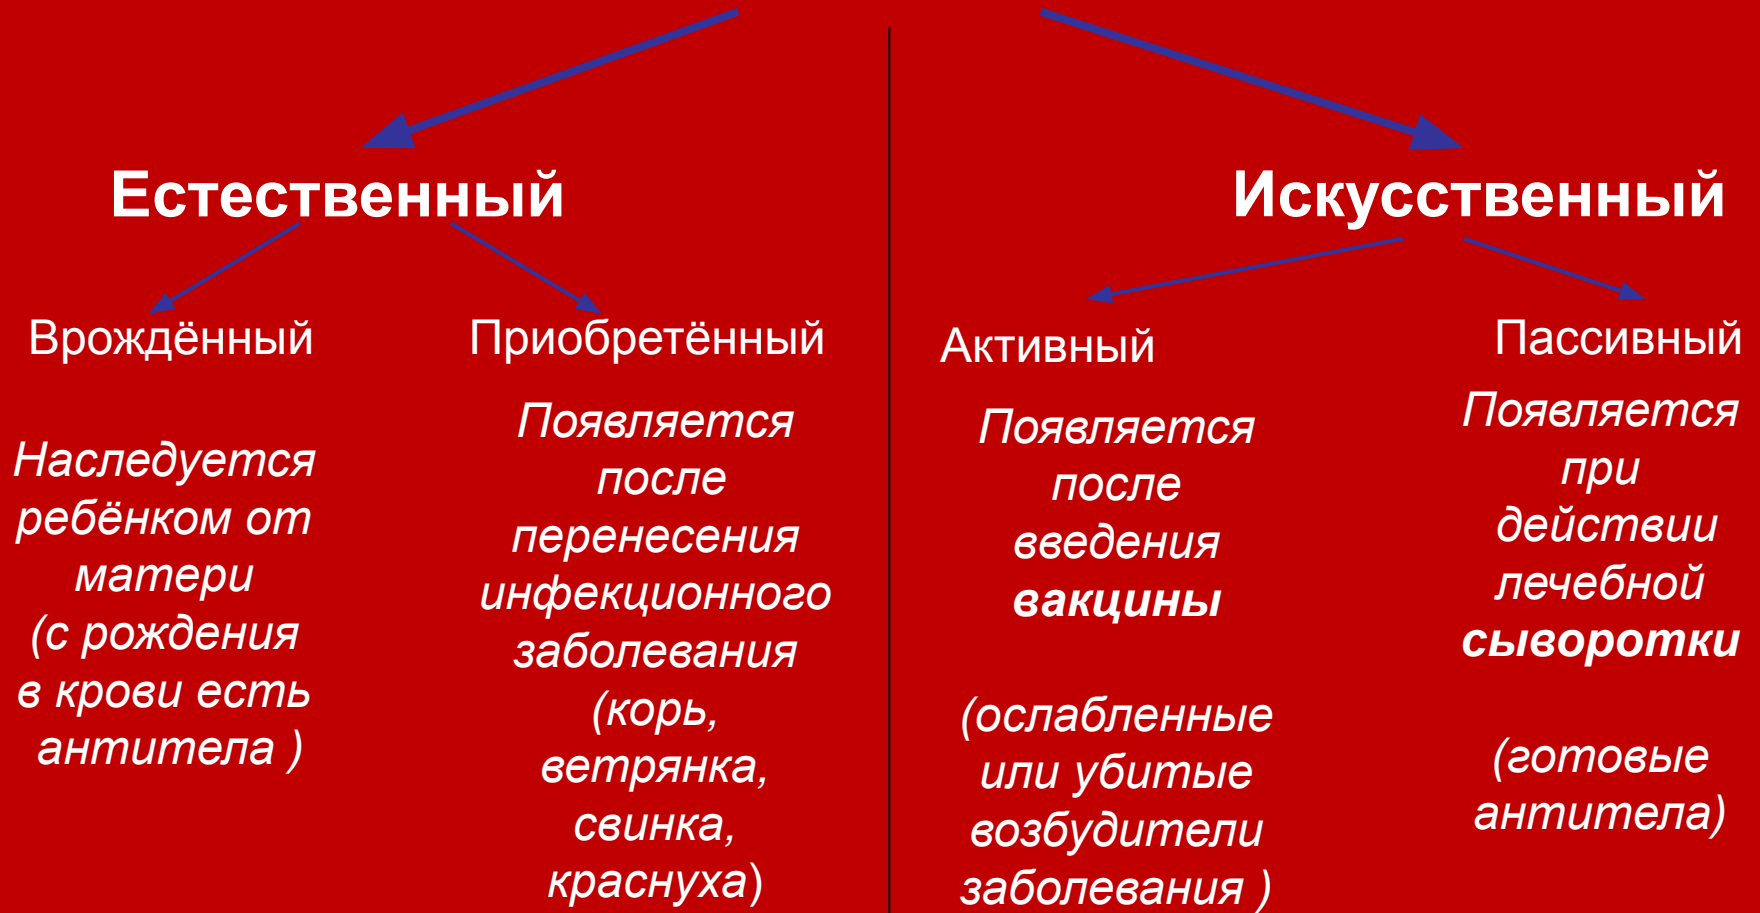 Естественный
Искусственный
Врождённый
Наследуется
ребёнком от
матери
(с рождения
в крови есть
антитела )
Приобретённый
Появляется
после
перенесения
инфекционного
заболевания
(корь,
ветрянка,
свинка,
краснуха)
Активный
Появляется
после
введения
вакцины
(ослабленные
или убитые
возбудители
заболевания )
Пассивный
Появляется
при
действии
лечебной
сыворотки
(готовые
антитела)